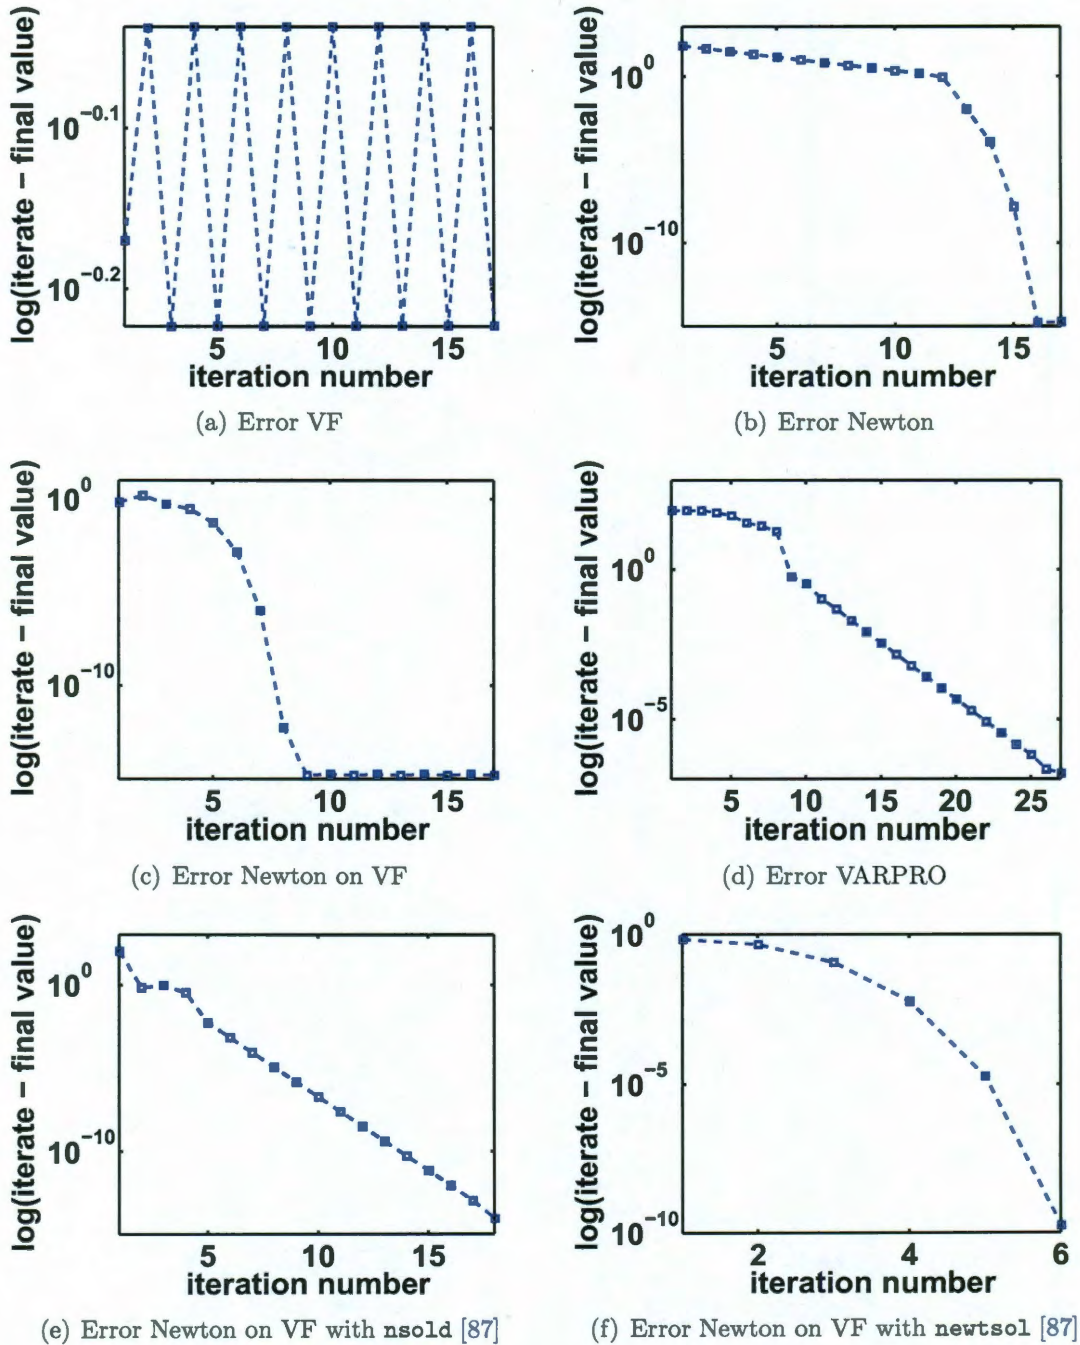 log(iterate – final value)
10^-0.1
10^-0.2
5 10 15
iteration number
(a) Error VF
log(iterate – final value)
10^0
10^-10
5 10 15
iteration number
(b) Error Newton
log(iterate – final value)
10^0
10^-10
5 10 15
iteration number
(c) Error Newton on VF
log(iterate – final value)
10^0
10^-5
5 10 15 20 25
iteration number
(d) Error VARPRO
log(iterate – final value)
10^0
10^-10
5 10 15
iteration number
(e) Error Newton on VF with nsold [87]
log(iterate – final value)
10^0
10^-5
10^-10
2 4 6
iteration number
(f) Error Newton on VF with newtsol [87]